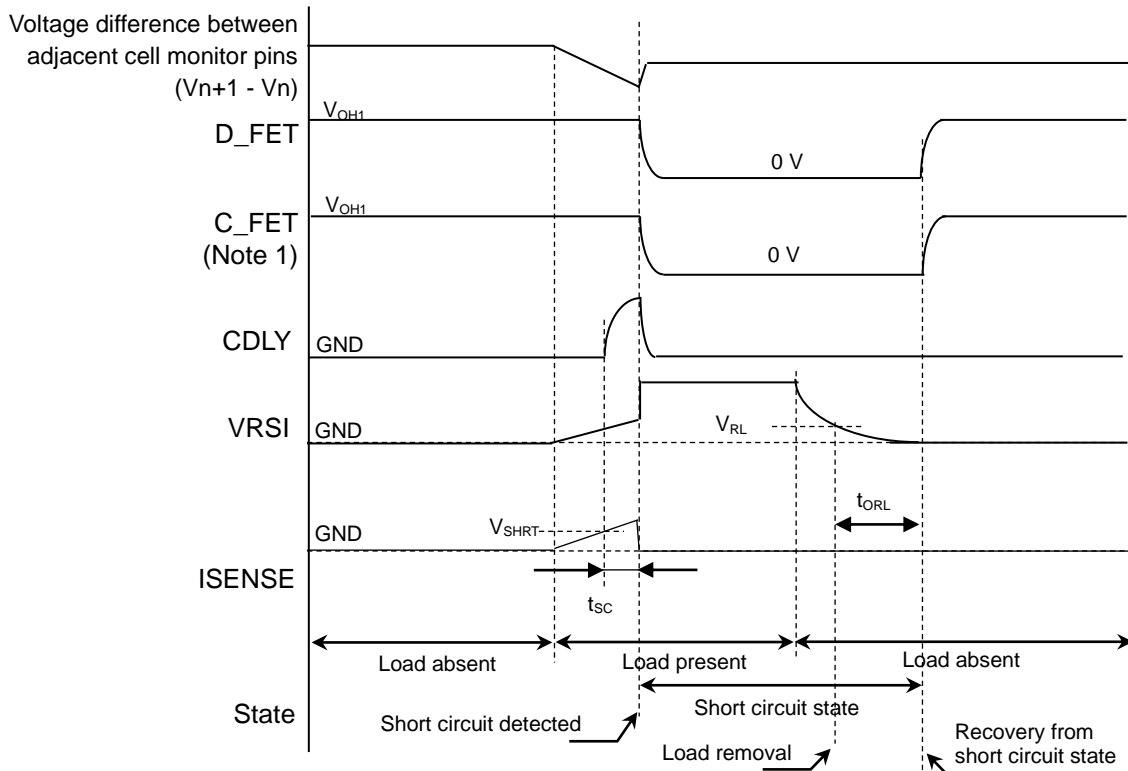 Voltage difference between
adjacent cell monitor pins
(Vn+1 - Vn)
VOH1
D_FET
0 V
VOH1
C_FET
(Note 1)
0 V
CDLY
GND
VRSI
GND
VRL
tORL
GND
VSHRT
ISENSE
tSC
Load absent
Load present
Load absent
State
Short circuit detected
Short circuit state
Load removal
Recovery from
short circuit state